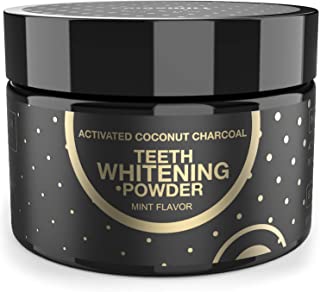 ACTIVATED COCONUT CHARCOAL
TEETH
WHITENING
•POWDER
MINT FLAVOR